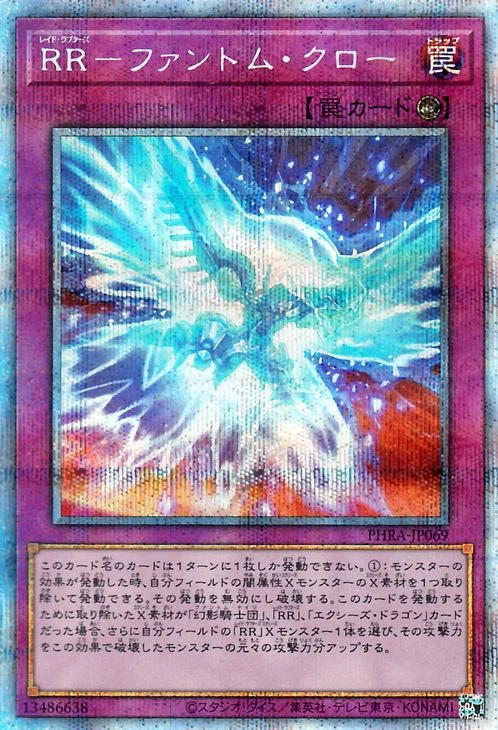 レイド・ラプターズ
RR－ファントム・クロー
トラップ
罠
【罠カード】
PHRA-JP069
このカード名のカードは1ターンに1枚しか発動できない。①:モンスターの
効果が発動した時、自分フィールドの闇属性XモンスターのX素材を1つ取り
除いて発動できる。その発動を無効にし破壊する。このカードを発動する
ために取り除いたX素材が「幻影騎士団」、「RR」、「エクシーズ・ドラゴン」カード
だった場合、さらに自分フィールドの「RR」Xモンスター1体を選び、その攻撃力
をこの効果で破壊したモンスターの元々の攻撃力分アップする。
13486638
©スタジオ・ダイス／集英社・テレビ東京・KONAMI